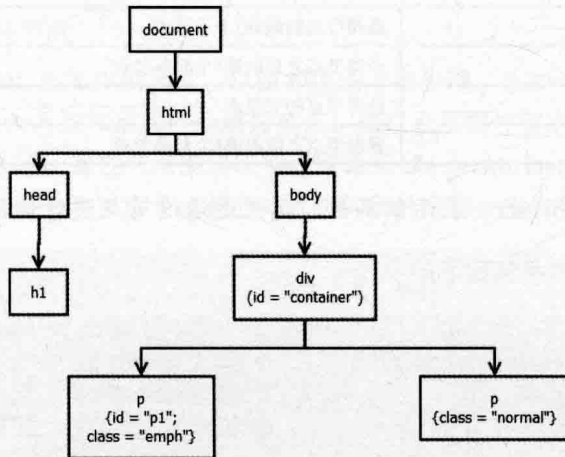 document
html
head
body
h1
div
(id = "container")
p
{id = "p1";
class = "emph"}
p
{class = "normal"}